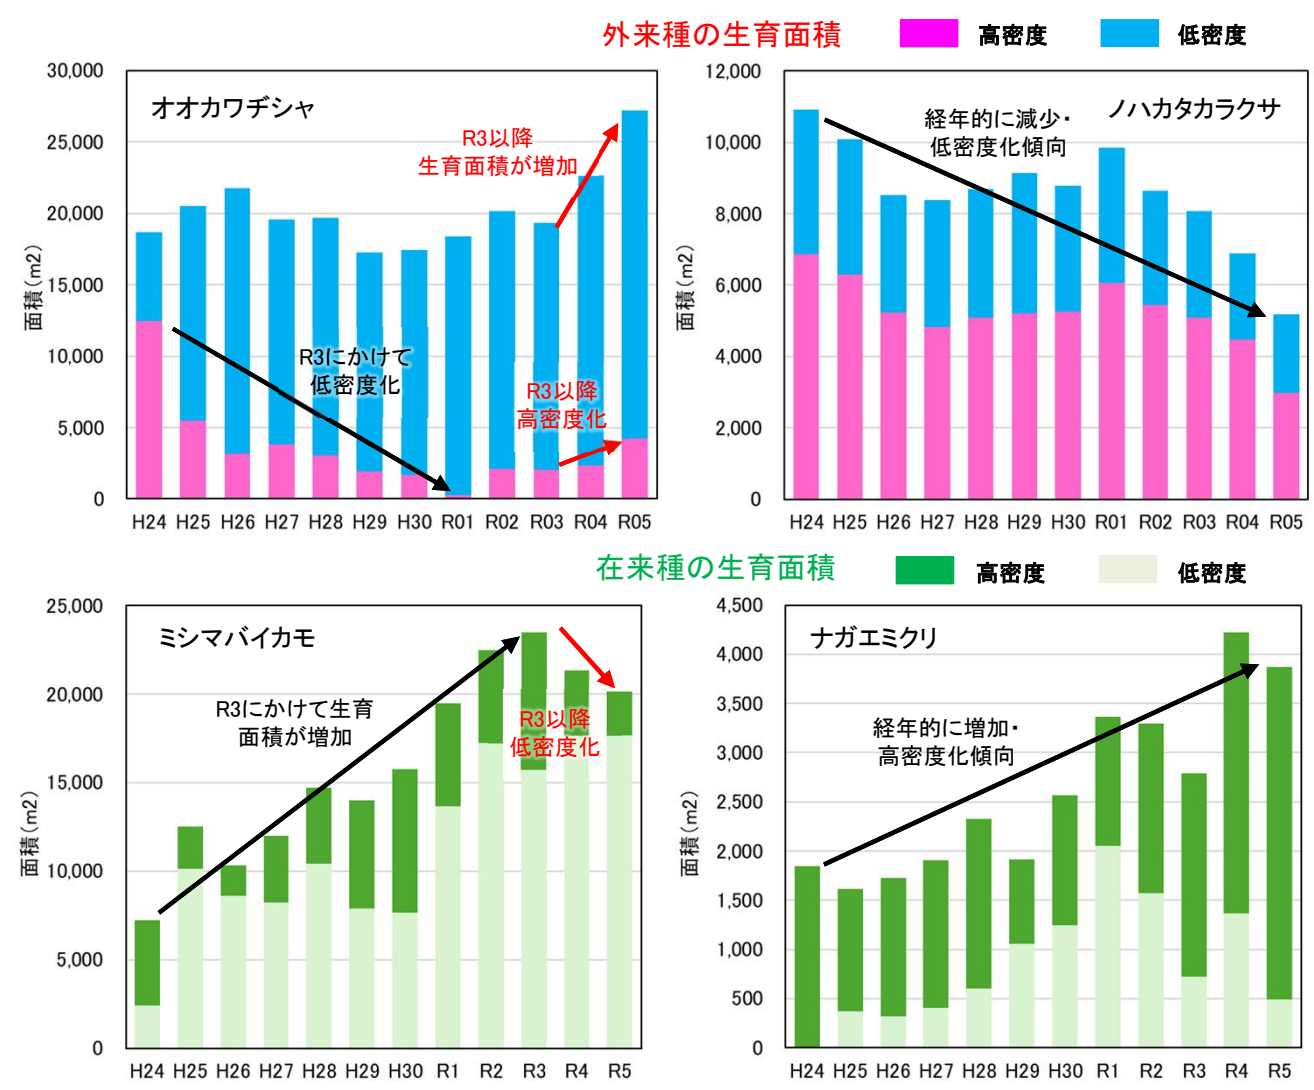 外来種の生育面積 高密度 低密度
30,000
25,000
20,000
15,000
10,000
5,000
0
面積(m2)
オオカワヂシャ
R3以降
生育面積が増加
R3にかけて
低密度化
R3以降
高密度化
H24 H25 H26 H27 H28 H29 H30 R01 R02 R03 R04 R05
12,000
10,000
8,000
6,000
4,000
2,000
0
面積(m2)
ノハカタカラクサ
経年的に減少・
低密度化傾向
H24 H25 H26 H27 H28 H29 H30 R01 R02 R03 R04 R05
在来種の生育面積 高密度 低密度
25,000
20,000
15,000
10,000
5,000
0
面積(m2)
ミシマバイカモ
R3にかけて生育
面積が増加
R3以降
低密度化
H24 H25 H26 H27 H28 H29 H30 R1 R2 R3 R4 R5
4,500
4,000
3,500
3,000
2,500
2,000
1,500
1,000
500
0
面積(m2)
ナガエミクリ
経年的に増加・
高密度化傾向
H24 H25 H26 H27 H28 H29 H30 R1 R2 R3 R4 R5